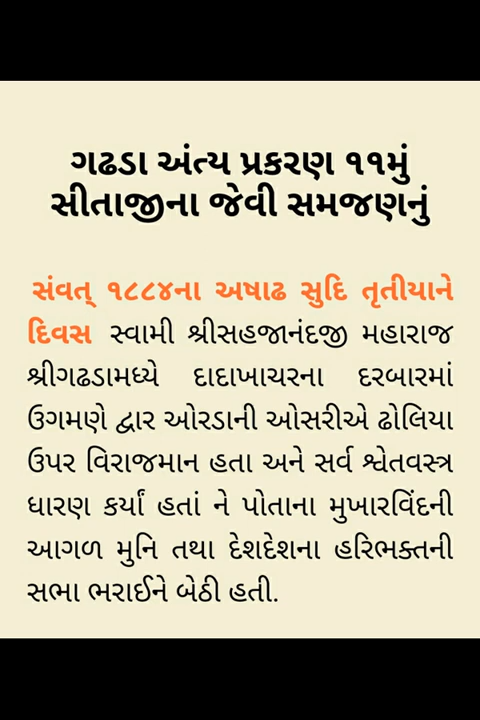 ગઢડા અંત્ય પ્રકરણ ૧૧મું
સીતાજીના જેવી સમજણનું
સંવત્ ૧૮૮૪ના અષાઢ સુદિ તૃતીયાને
દિવસ સ્વામી શ્રીસહજાનંદજી મહારાજ
શ્રીગઢડામધ્યે દાદાખાચરના દરબારમાં
ઉગમણે દ્વાર ઓરડાની ઓસરીએ ઢોલિયા
ઉપર વિરાજમાન હતા અને સર્વ શ્વેતવસ્ત્ર
ધારણ કર્યાં હતાં ને પોતાના મુખારવિંદની
આગળ મુનિ તથા દેશદેશના હરિભક્તની
સભા ભરાઈને બેઠી હતી.